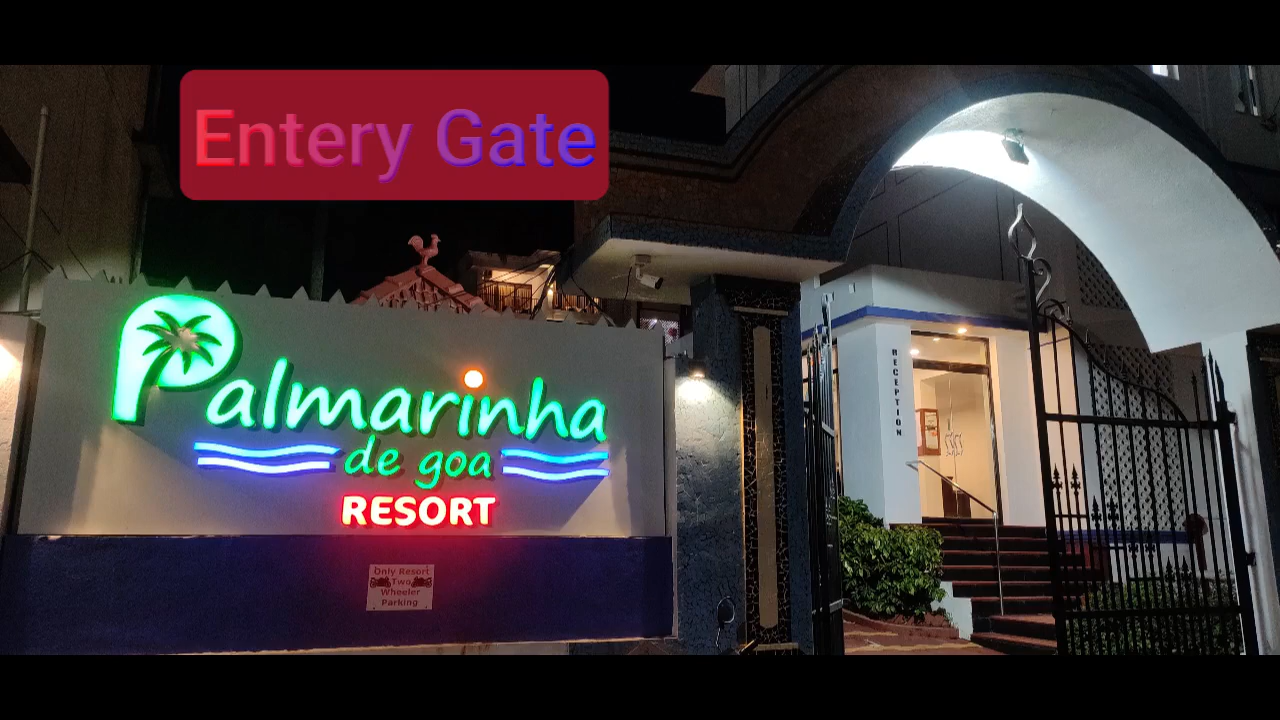 Entery Gate
Palmarinha
de goa
RESORT
Only Resort
Two
Wheeler
Parking
RECEPTION